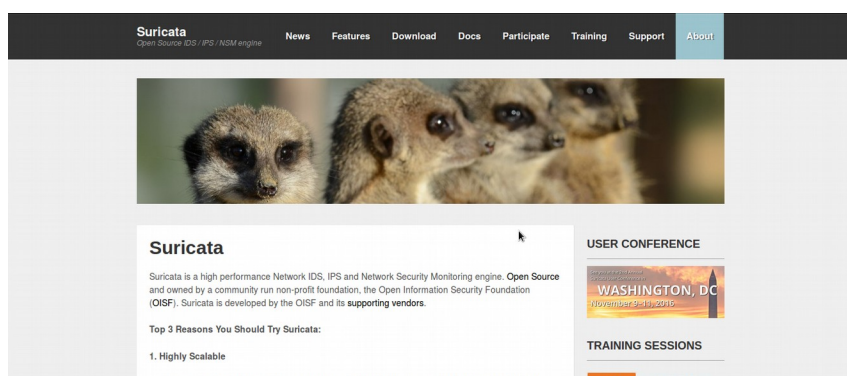 Suricata
Open Source IDS / IPS / NSM engine
News Features Download Docs Participate Training Support About
Suricata
Suricata is a high performance Network IDS, IPS and Network Security Monitoring engine. Open Source
and owned by a community run non-profit foundation, the Open Information Security Foundation
(OISF). Suricata is developed by the OISF and its supporting vendors.
Top 3 Reasons You Should Try Suricata:
1. Highly Scalable
USER CONFERENCE
WASHINGTON, DC
November 9-11, 2016
TRAINING SESSIONS